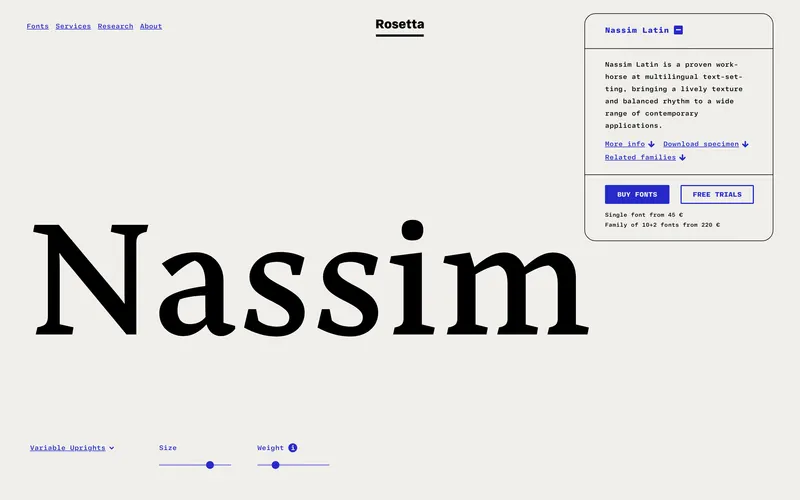 Fonts Services Research About
Rosetta
Nassim Latin
Nassim Latin is a proven work-
horse at multilingual text-set-
ting, bringing a lively texture
and balanced rhythm to a wide
range of contemporary
applications.
More info Download specimen
Related families
BUY FONTS FREE TRIALS
Single font from 45 €
Family of 10+2 fonts from 220 €
Nassim
Variable Uprights Size Weight i